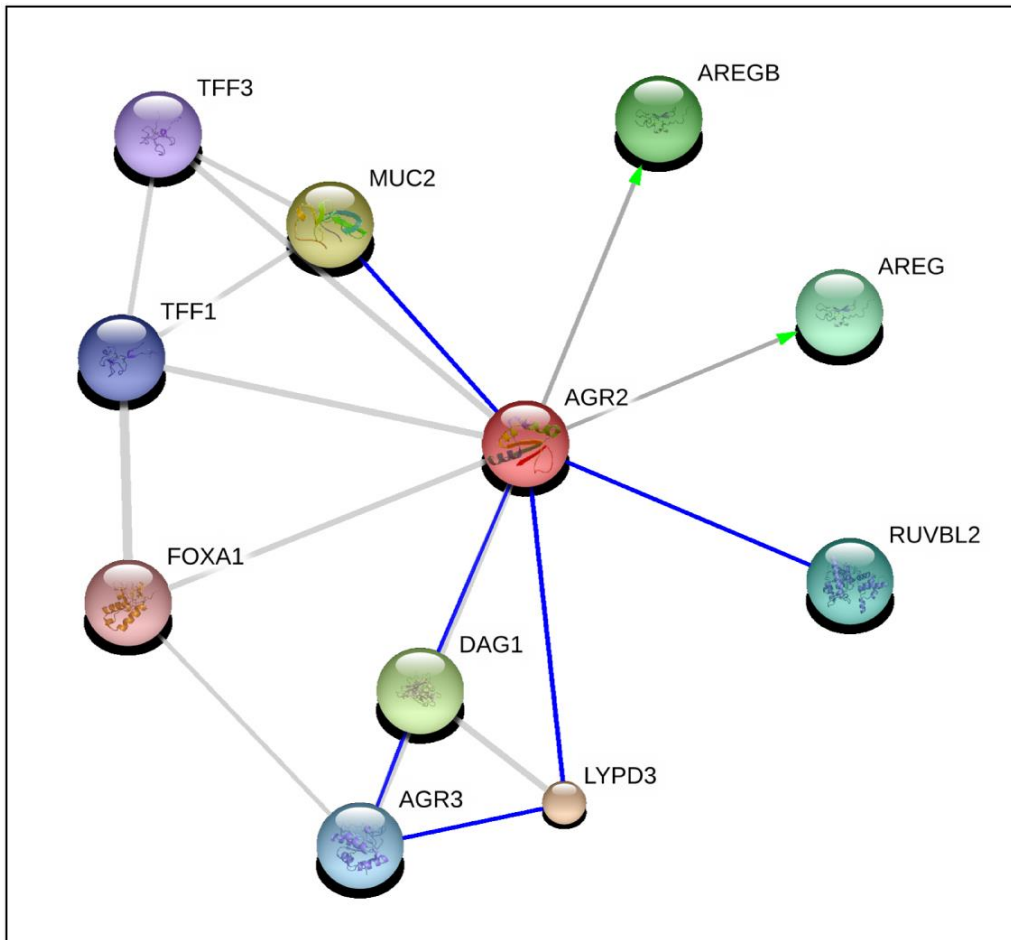 TFF3
AREGB
MUC2
AREG
TFF1
AGR2
RUVBL2
FOXA1
DAG1
LYPD3
AGR3